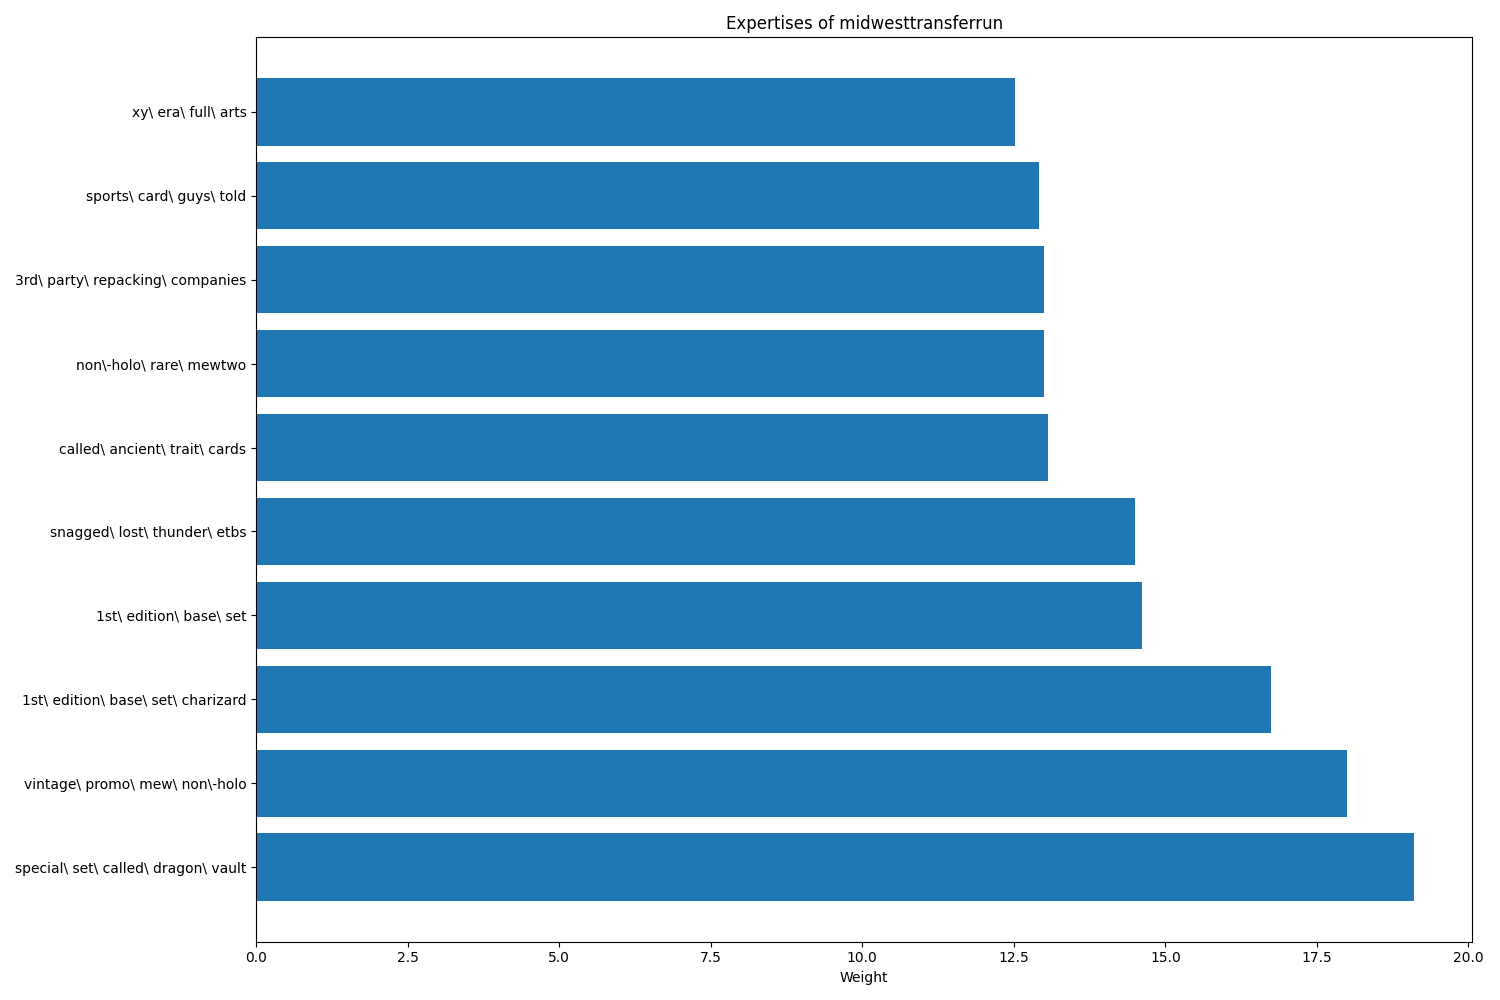 Expertises of midwesttransferrun
xy\ era\ full\ arts
sports\ card\ guys\ told
3rd\ party\ repacking\ companies
non\-holo\ rare\ mewtwo
called\ ancient\ trait\ cards
snagged\ lost\ thunder\ etbs
1st\ edition\ base\ set
1st\ edition\ base\ set\ charizard
vintage\ promo\ mew\ non\-holo
special\ set\ called\ dragon\ vault
0.0 2.5 5.0 7.5 10.0 12.5 15.0 17.5 20.0
Weight